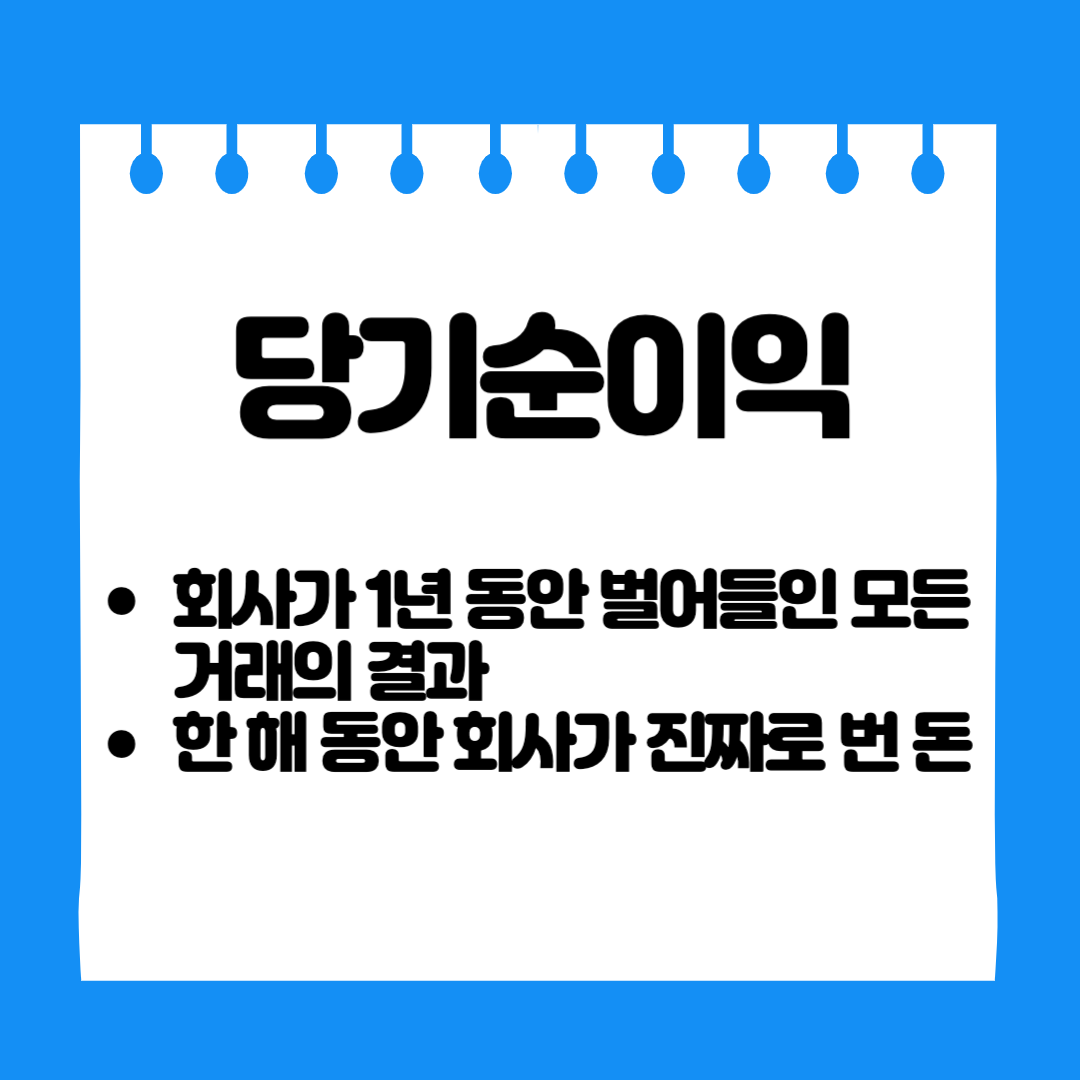 당기순이익
• 회사가 1년 동안 벌어들인 모든
거래의 결과
• 한 해 동안 회사가 진짜로 번 돈